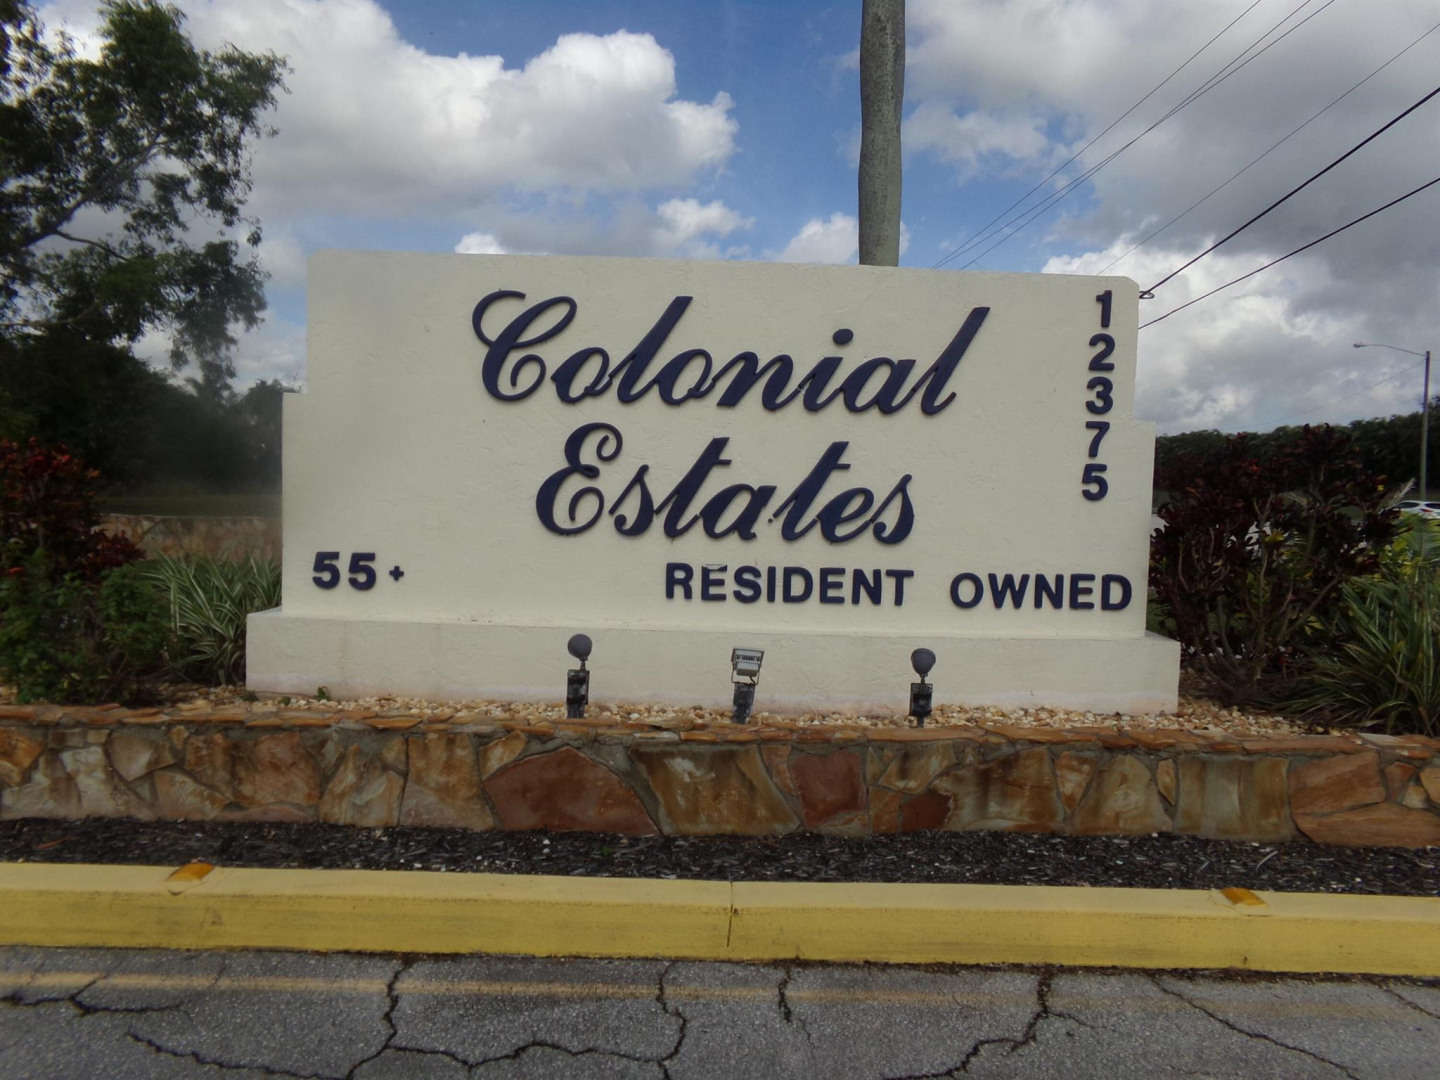 Colonial
Estates
12375
55+
RESIDENT OWNED